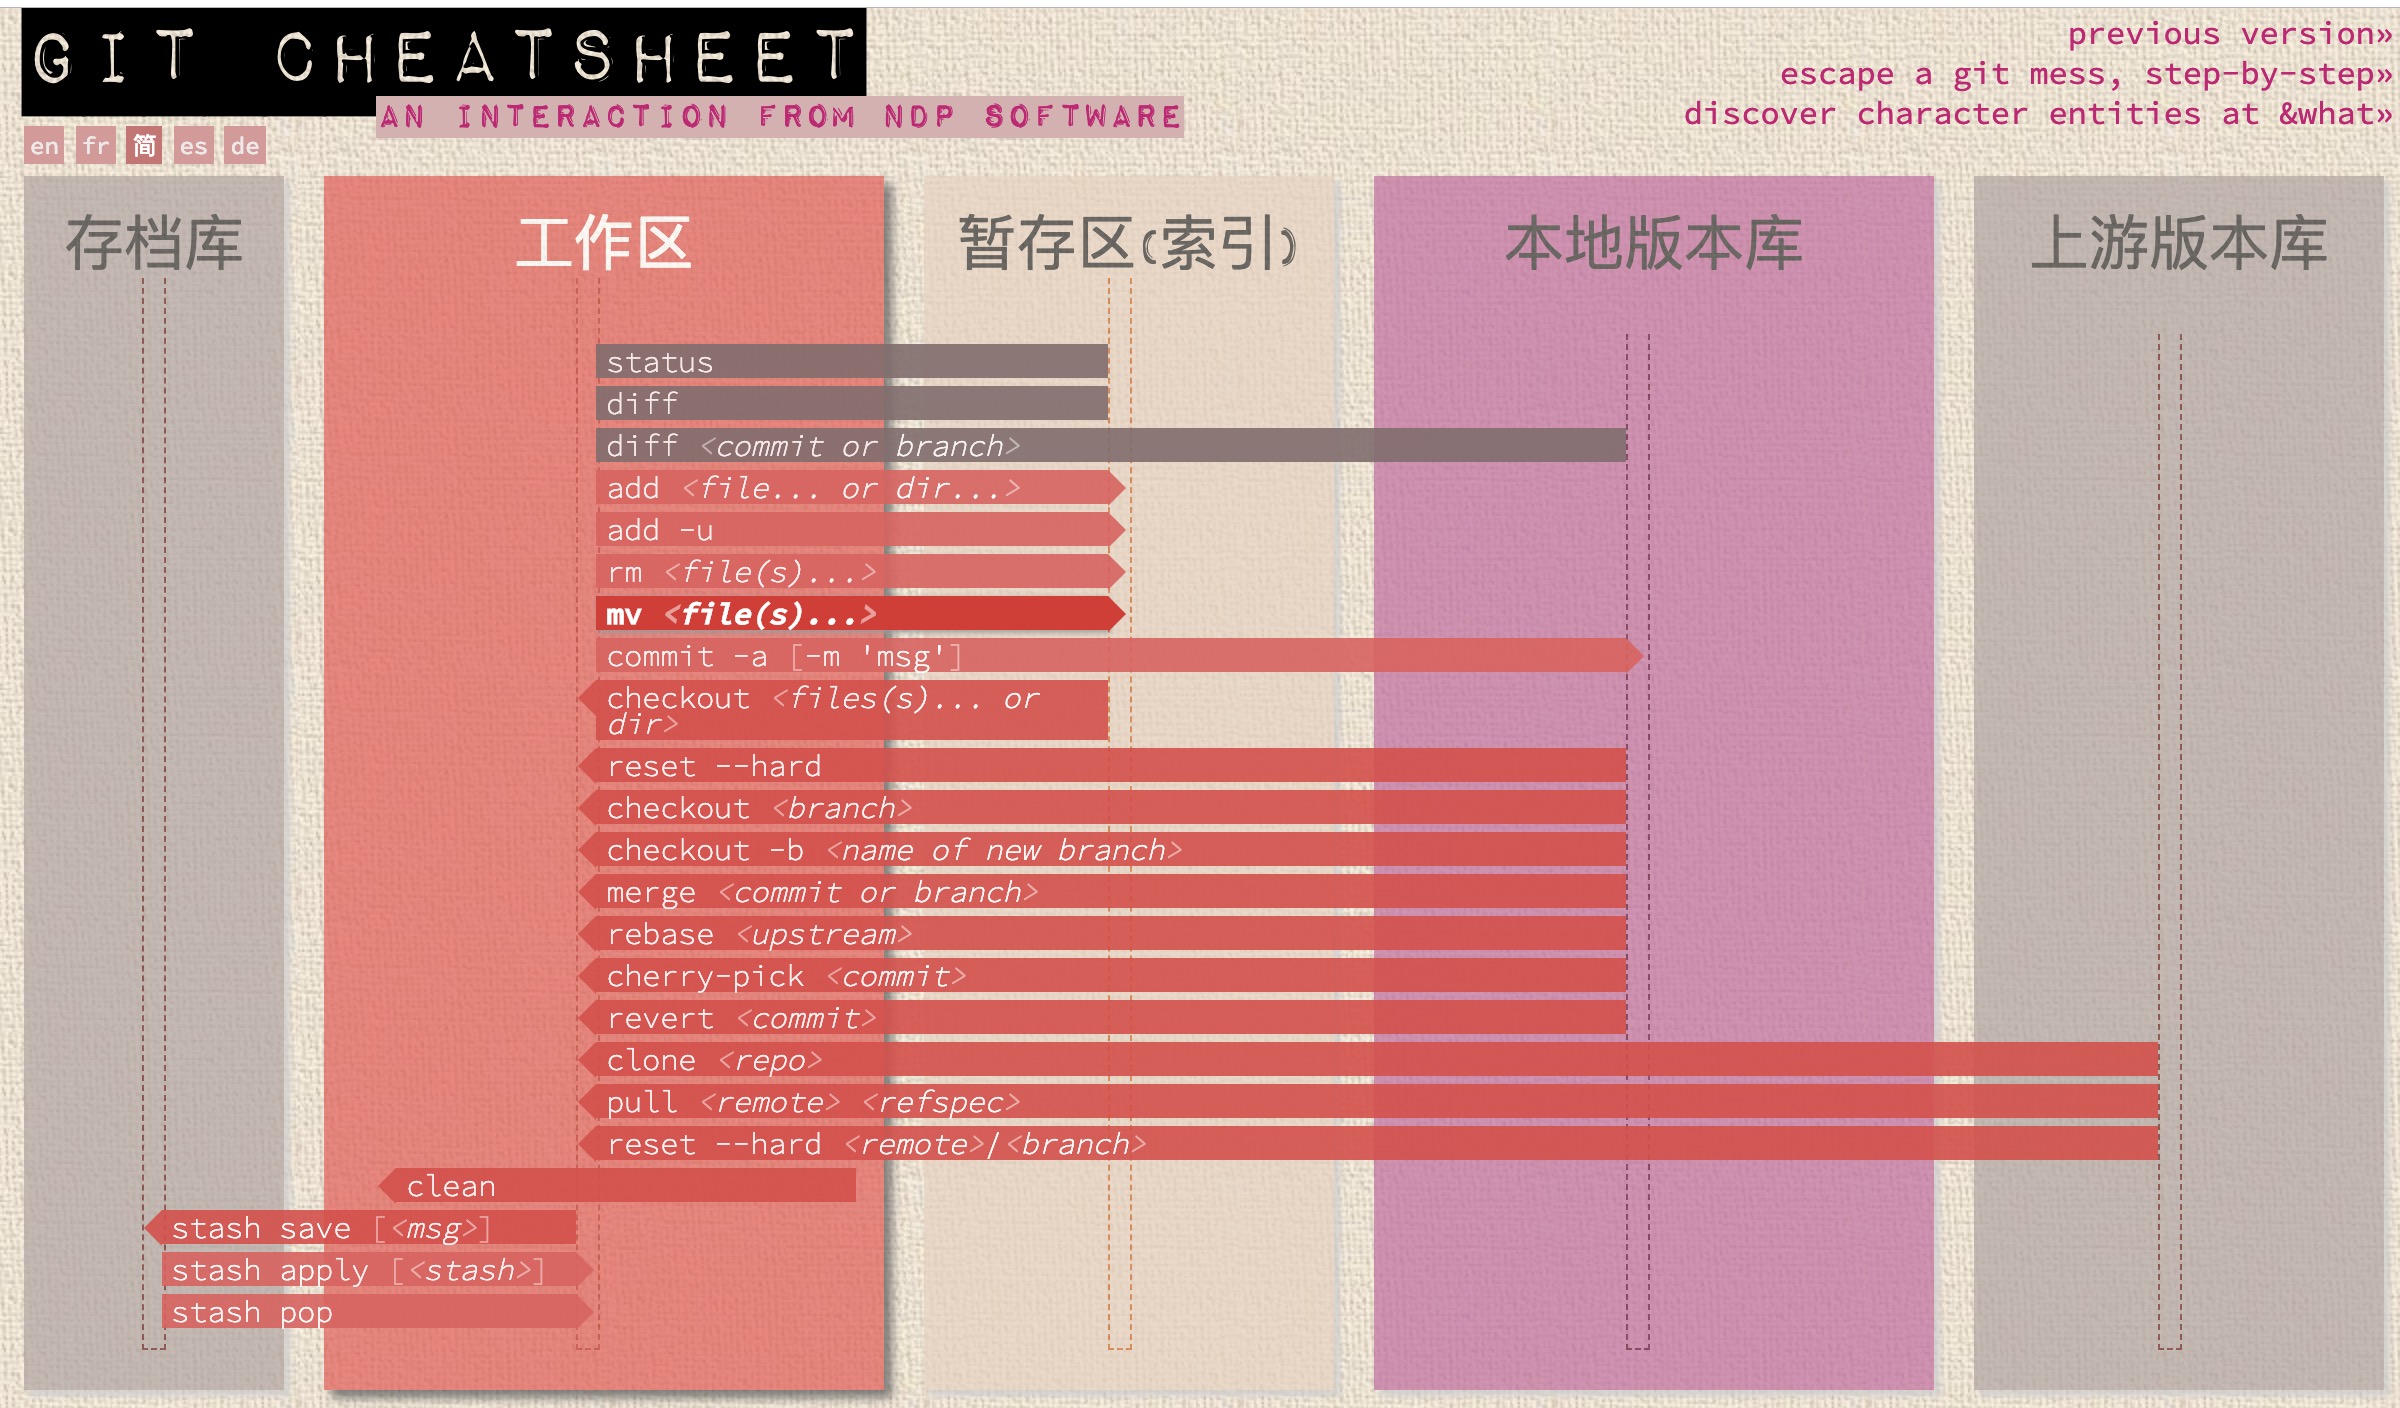 GIT CHEATSHEET
AN INTERACTION FROM NDP SOFTWARE
previous version»
escape a git mess, step-by-step»
discover character entities at &what»
en fr 简 es de
存档库
工作区
暂存区(索引)
本地版本库
上游版本库
status
diff
diff <commit or branch>
add <file... or dir...>
add -u
rm <file(s)...>
mv <file(s)...>
commit -a [-m 'msg']
checkout <files(s)... or
dir>
reset --hard
checkout <branch>
checkout -b <name of new branch>
merge <commit or branch>
rebase <upstream>
cherry-pick <commit>
revert <commit>
clone <repo>
pull <remote> <refspec>
reset --hard <remote>/<branch>
clean
stash save [<msg>]
stash apply [<stash>]
stash pop